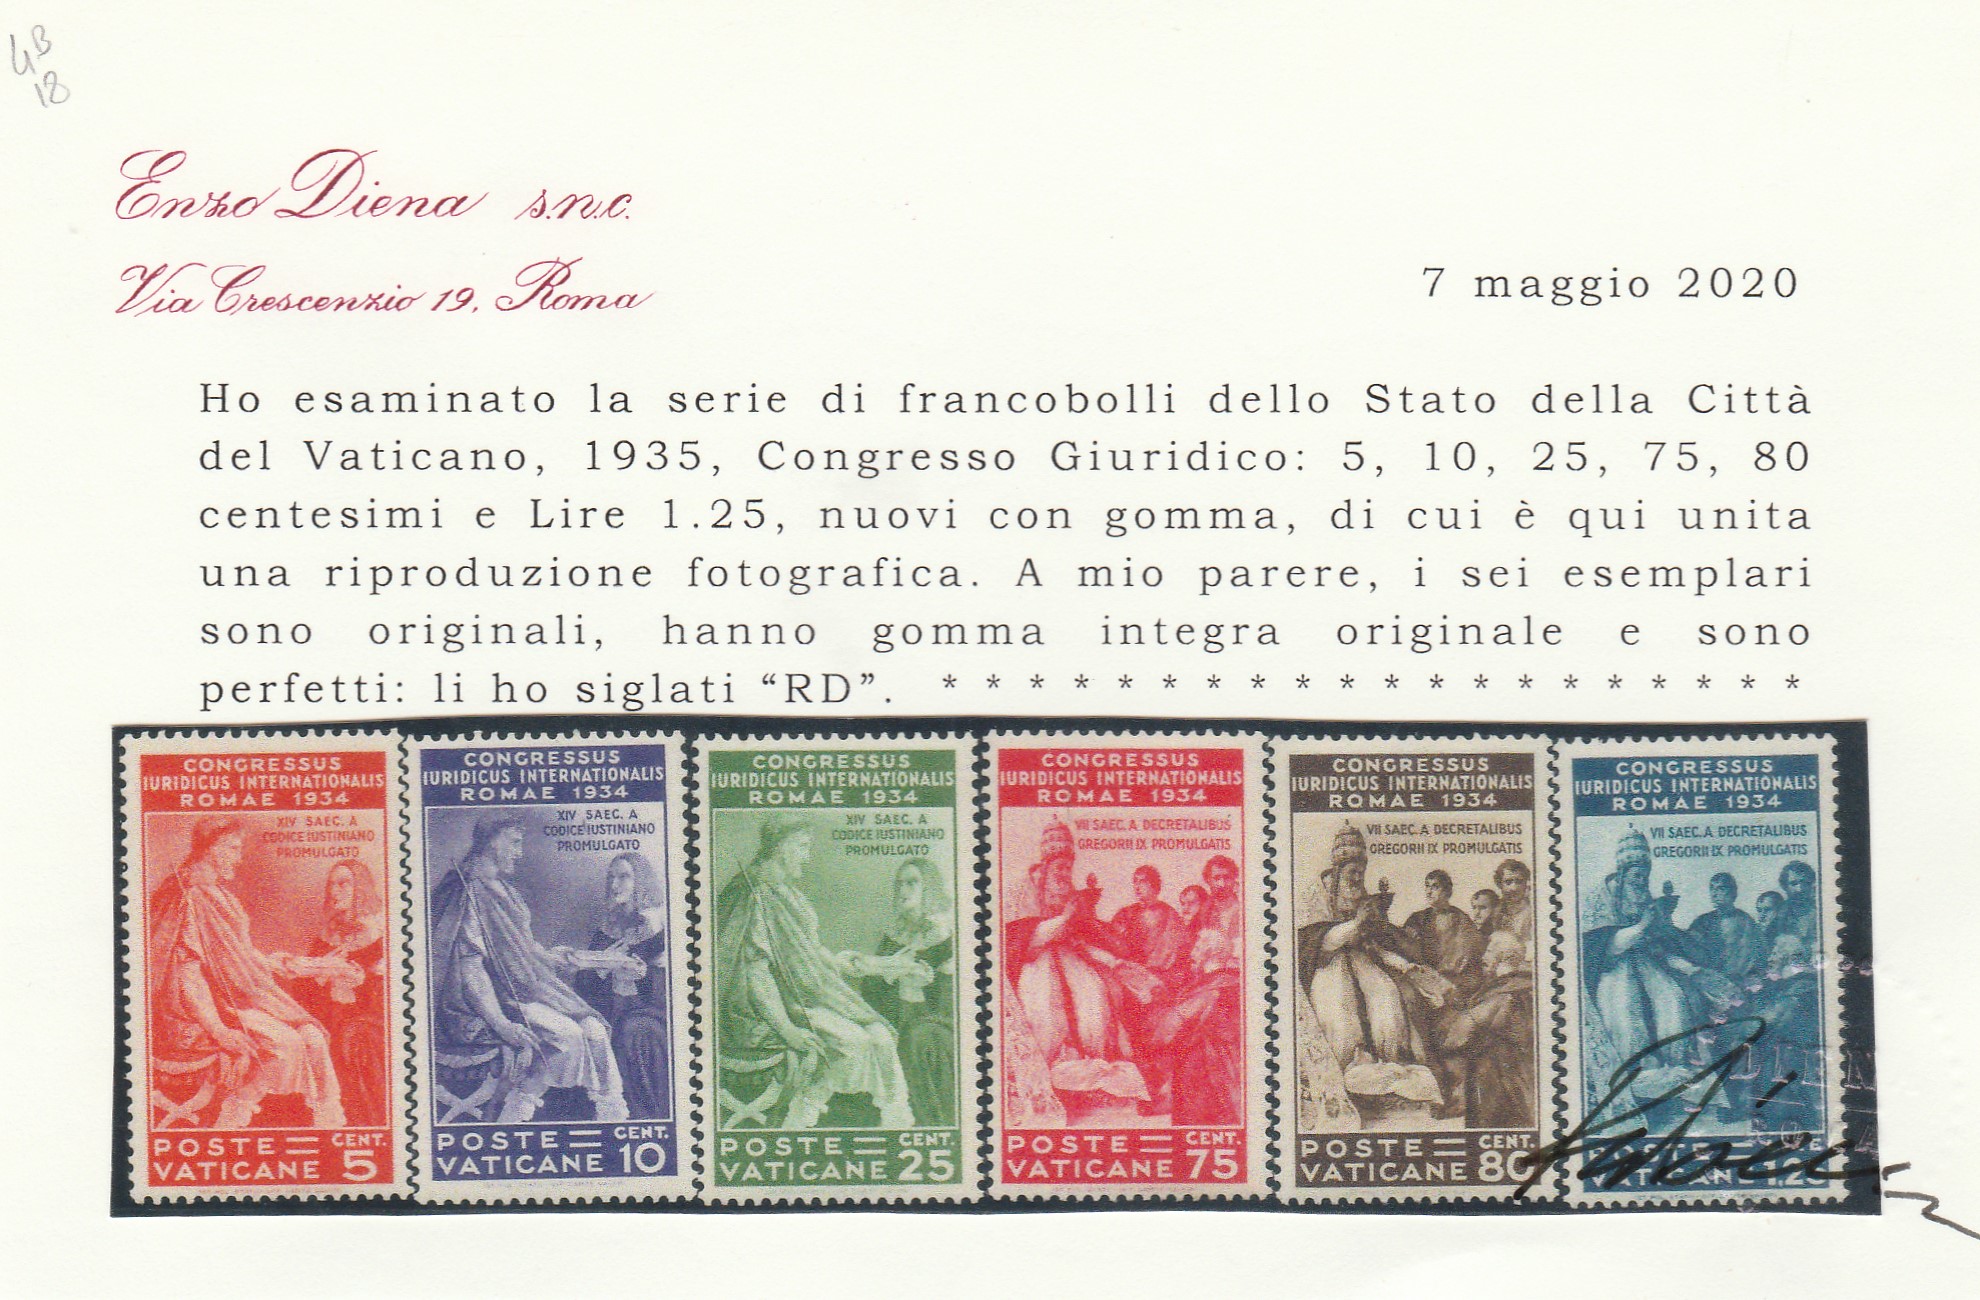 4B
18
Enzo Diena s.n.c.
Via Crescenzio 19, Roma
7 maggio 2020
Ho esaminato la serie di francobolli dello Stato della Città
del Vaticano, 1935, Congresso Giuridico: 5, 10, 25, 75, 80
centesimi e Lire 1.25, nuovi con gomma, di cui è qui unita
una riproduzione fotografica. A mio parere, i sei esemplari
sono originali, hanno gomma integra originale e sono
perfetti: li ho siglati “RD”. * * * * * * * * * * * * * * * * * * * *
CONGRESSUS
IURIDICUS INTERNATIONALIS
ROMAE 1934
XIV SAEC. A
CODICE IUSTINIANO
PROMULGATO
POSTE CENT.
VATICANE 5
CONGRESSUS
IURIDICUS INTERNATIONALIS
ROMAE 1934
XIV SAEC. A
CODICE IUSTINIANO
PROMULGATO
POSTE CENT.
VATICANE 10
CONGRESSUS
IURIDICUS INTERNATIONALIS
ROMAE 1934
XIV SAEC. A
CODICE IUSTINIANO
PROMULGATO
POSTE CENT.
VATICANE 25
CONGRESSUS
IURIDICUS INTERNATIONALIS
ROMAE 1934
VII SAEC. A DECRETALIBUS
GREGORII IX PROMULGATIS
POSTE CENT.
VATICANE 75
CONGRESSUS
IURIDICUS INTERNATIONALIS
ROMAE 1934
VII SAEC. A DECRETALIBUS
GREGORII IX PROMULGATIS
POSTE CENT.
VATICANE 80
CONGRESSUS
IURIDICUS INTERNATIONALIS
ROMAE 1934
VII SAEC. A DECRETALIBUS
GREGORII IX PROMULGATIS
POSTE
VATICANE 1.25